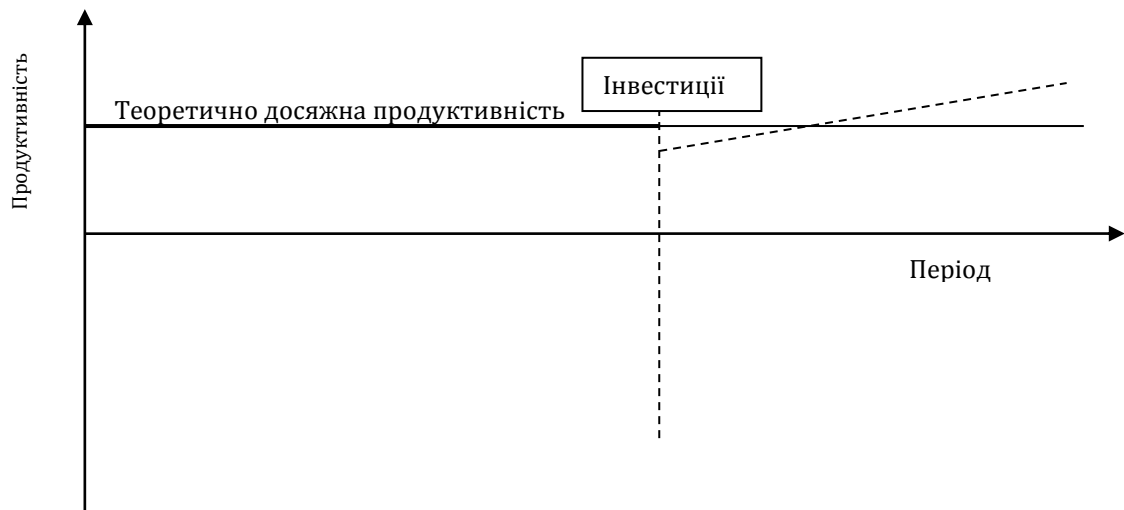 Продуктивність
Інвестиції
Теоретично досяжна продуктивність
Період